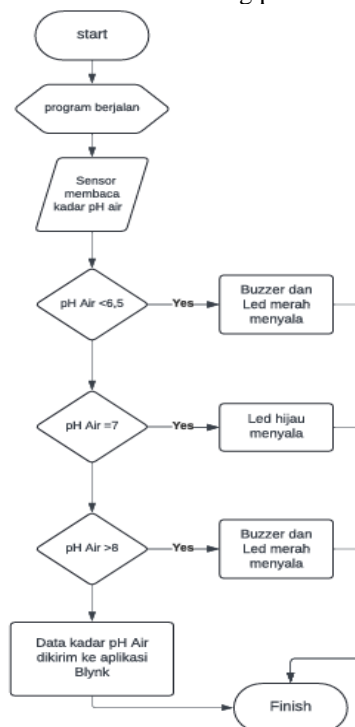 start
program berjalan
Sensor
membaca
kadar pH air
pH Air <6,5
Yes
Buzzer dan
Led merah
menyala
pH Air =7
Yes
Led hijau
menyala
pH Air >8
Yes
Buzzer dan
Led merah
menyala
Data kadar pH Air
dikirim ke aplikasi
Blynk
Finish